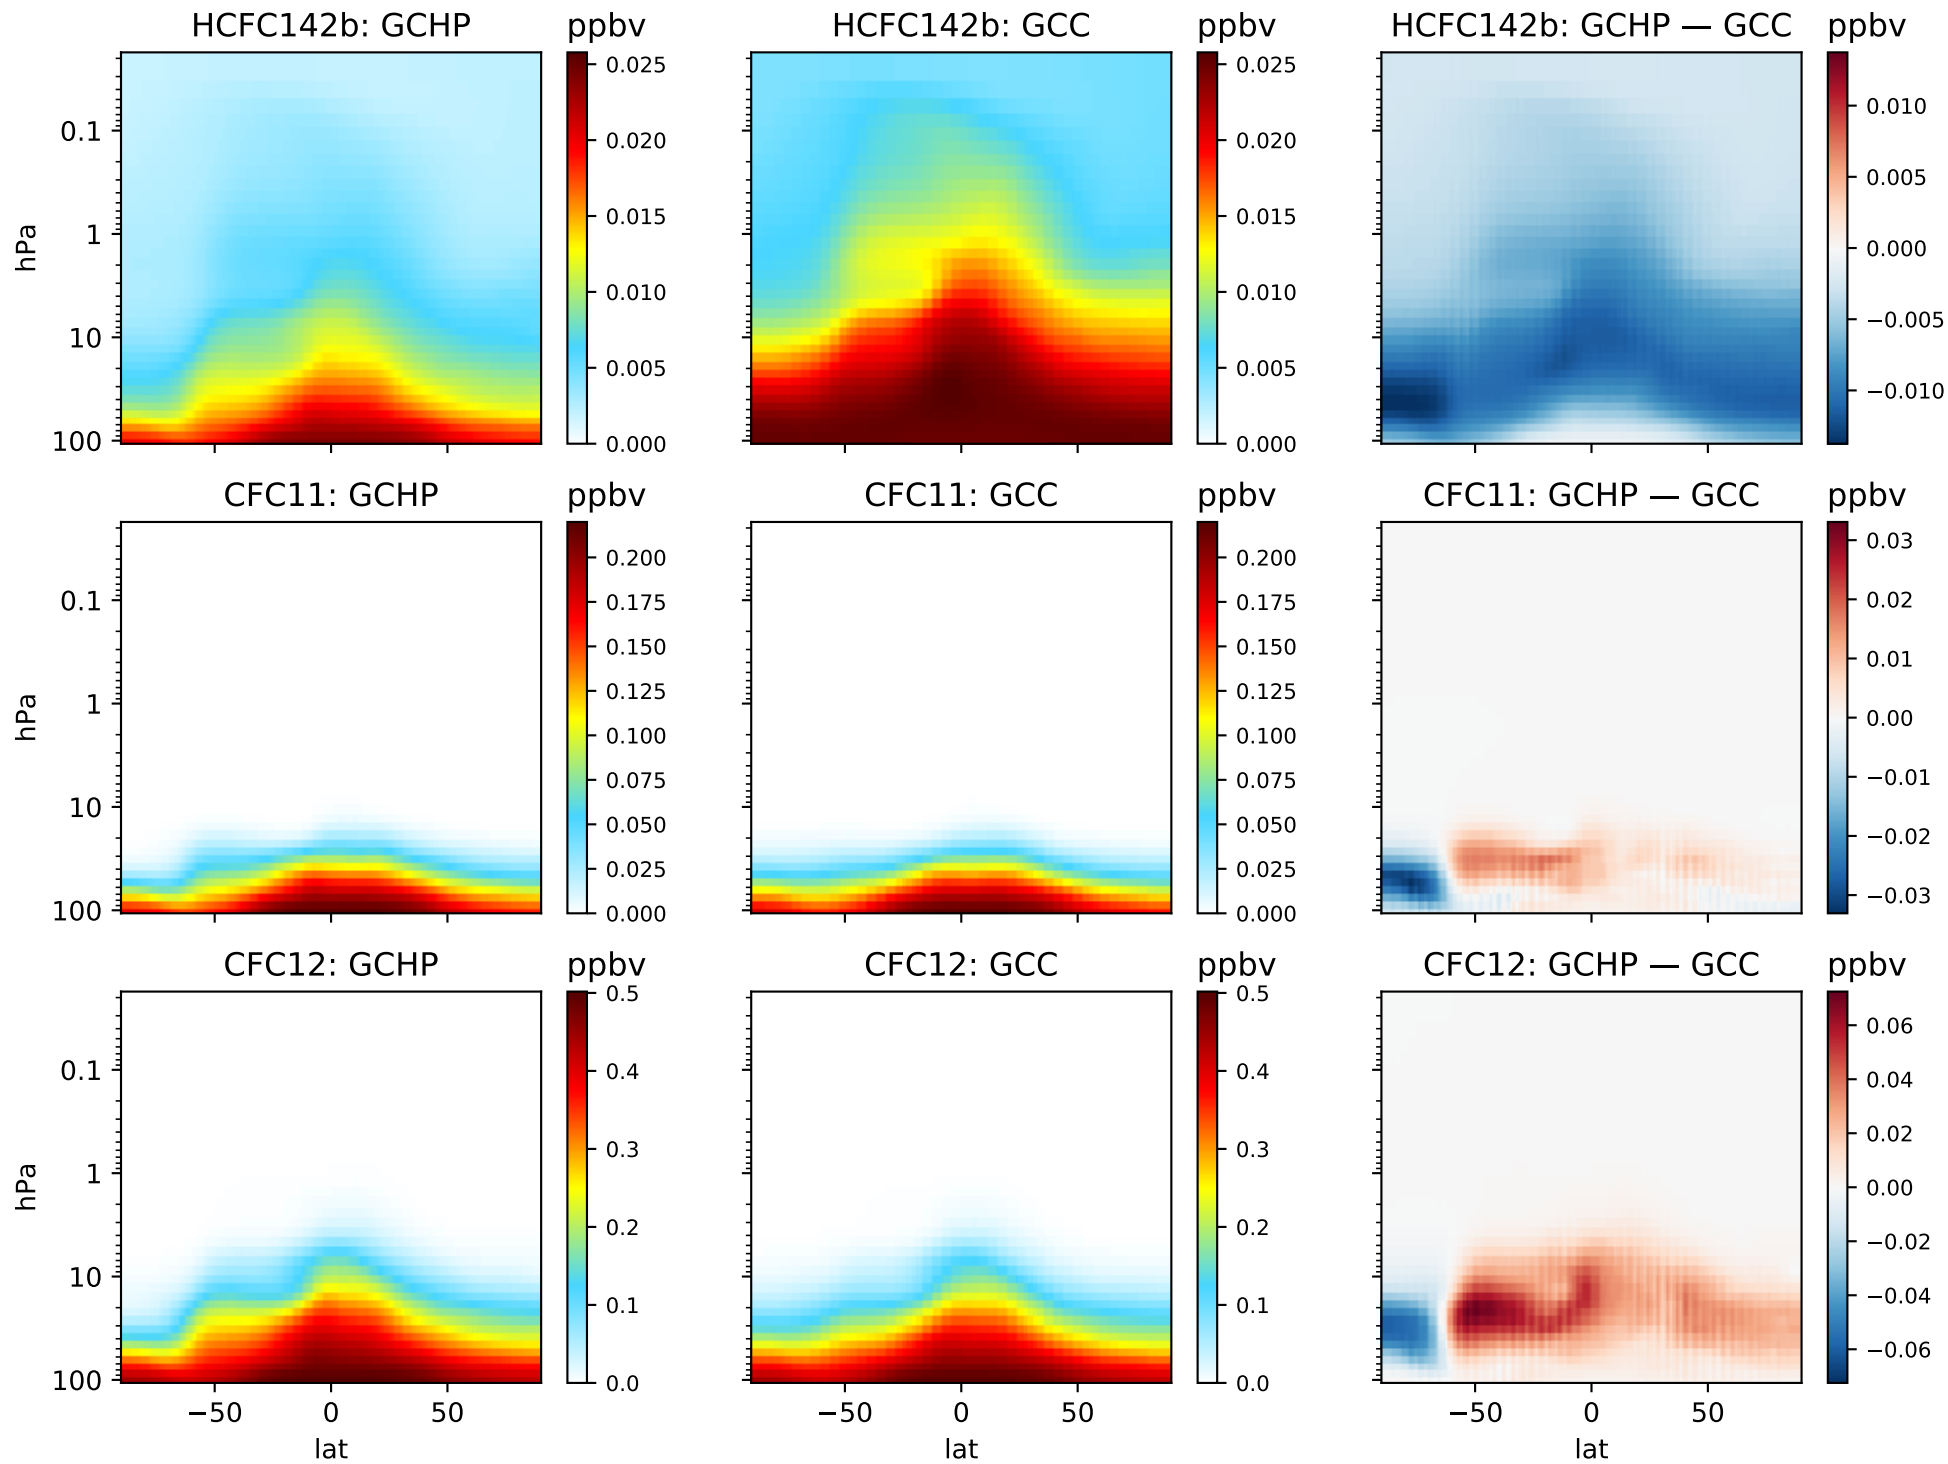 HCFC142b: GCHP
ppbv
HCFC142b: GCC
ppbv
HCFC142b: GCHP — GCC
ppbv
hPa
0.1
1
10
100
0.025
0.020
0.015
0.010
0.005
0.000
0.025
0.020
0.015
0.010
0.005
0.000
0.010
0.005
0.000
−0.005
−0.010
CFC11: GCHP
ppbv
CFC11: GCC
ppbv
CFC11: GCHP — GCC
ppbv
hPa
0.1
1
10
100
0.200
0.175
0.150
0.125
0.100
0.075
0.050
0.025
0.000
0.200
0.175
0.150
0.125
0.100
0.075
0.050
0.025
0.000
0.03
0.02
0.01
0.00
−0.01
−0.02
−0.03
CFC12: GCHP
ppbv
CFC12: GCC
ppbv
CFC12: GCHP — GCC
ppbv
hPa
0.1
1
10
100
0.5
0.4
0.3
0.2
0.1
0.0
0.5
0.4
0.3
0.2
0.1
0.0
0.06
0.04
0.02
0.00
−0.02
−0.04
−0.06
−50 0 50
−50 0 50
−50 0 50
lat
lat
lat